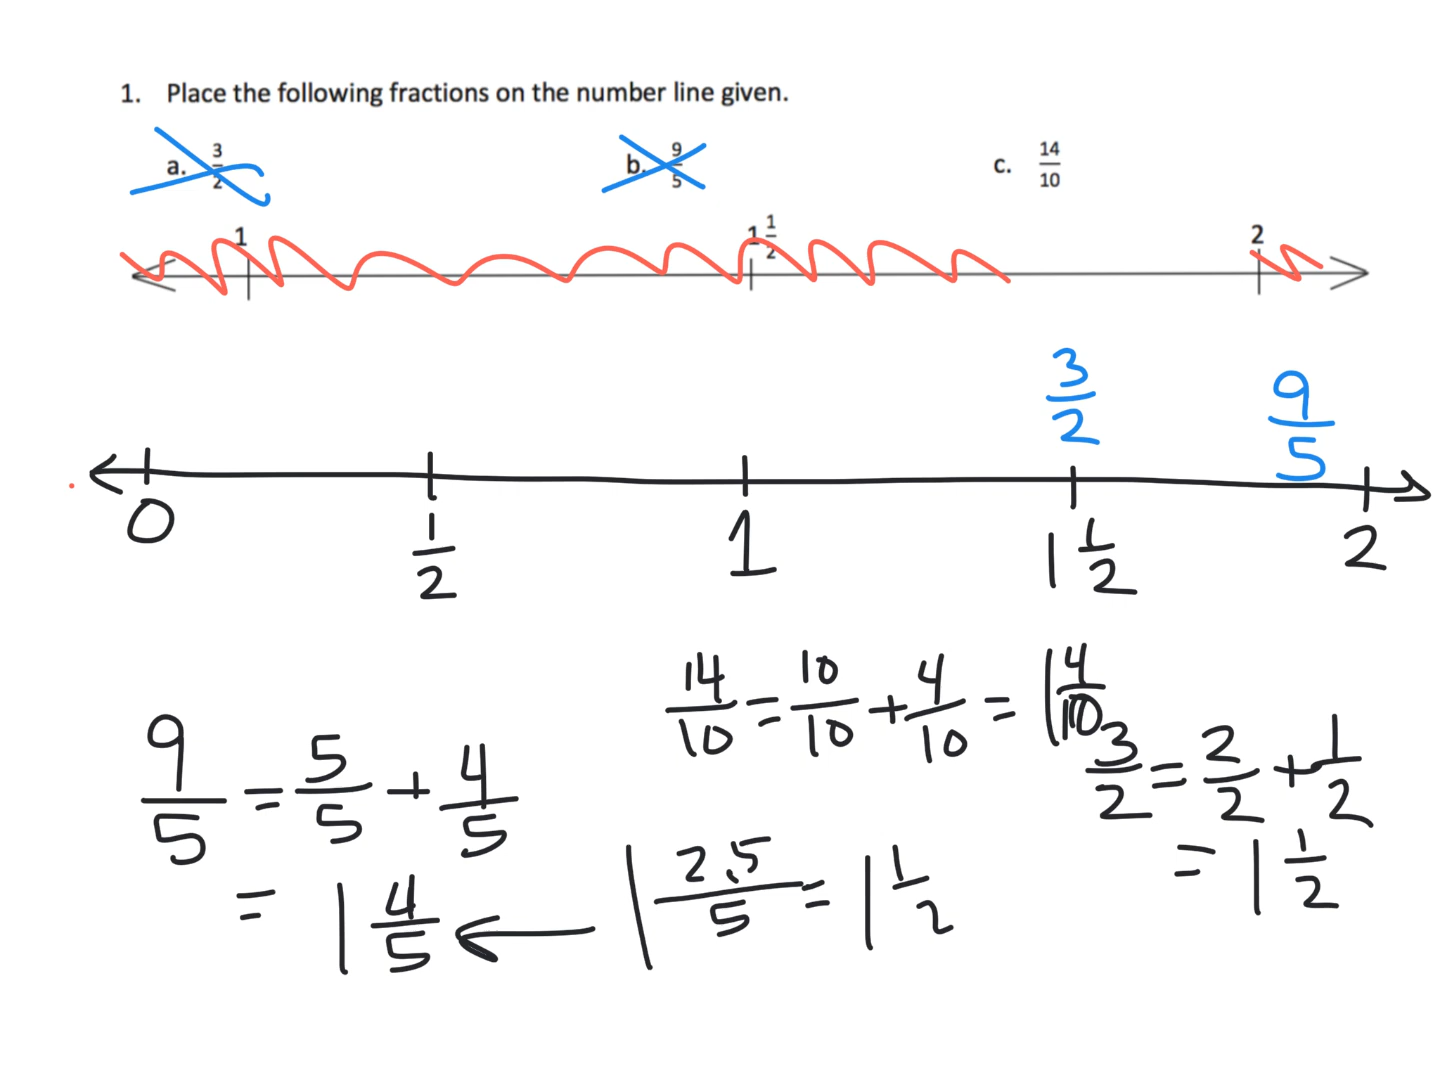 1. Place the following fractions on the number line given.
a. 3/2 b. 9/5 c. 14/10
1 1 1/2 2
3/2 9/5
0 1/2 1 1 1/2 2
14/10 = 10/10 + 4/10 = 1 4/10
9/5 = 5/5 + 4/5
3/2 = 2/2 + 1/2
= 1 4/5 ← 1 2.5/5 = 1 1/2
= 1 1/2